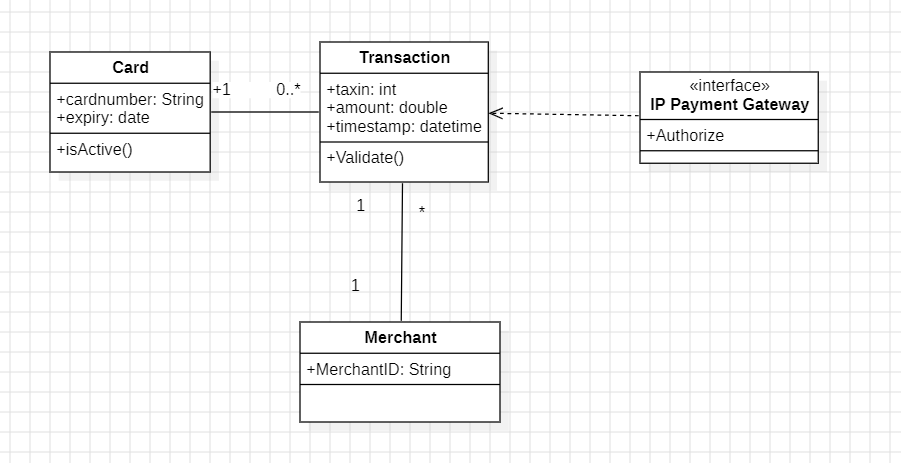 Card
+cardnumber: String
+expiry: date
+isActive()
+1
0..*
Transaction
+taxin: int
+amount: double
+timestamp: datetime
+Validate()
«interface»
IP Payment Gateway
+Authorize
1
*
1
Merchant
+MerchantID: String